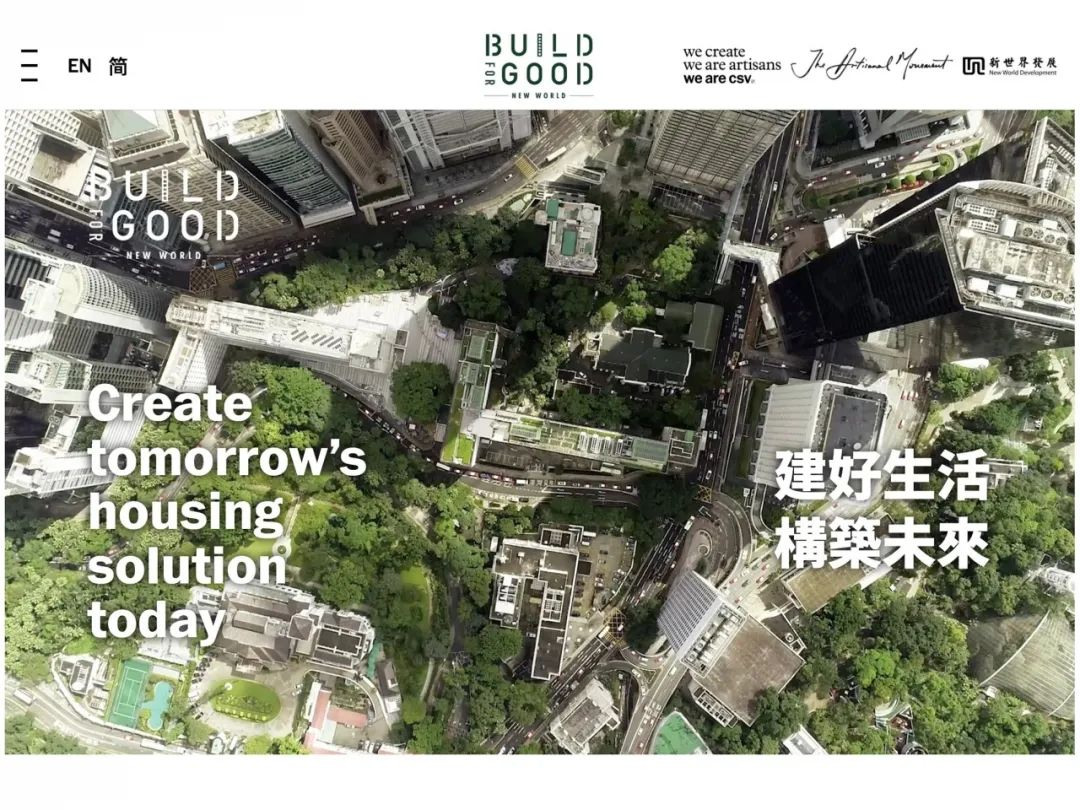 EN 简
BUILD
FOR
GOOD
NEW WORLD
we create
we are artisans
we are csv.
The Artisanal Movement
新世界發展
New World Development
BUILD
FOR
GOOD
NEW WORLD
Create
tomorrow's
housing
solution
today
建好生活
構築未來